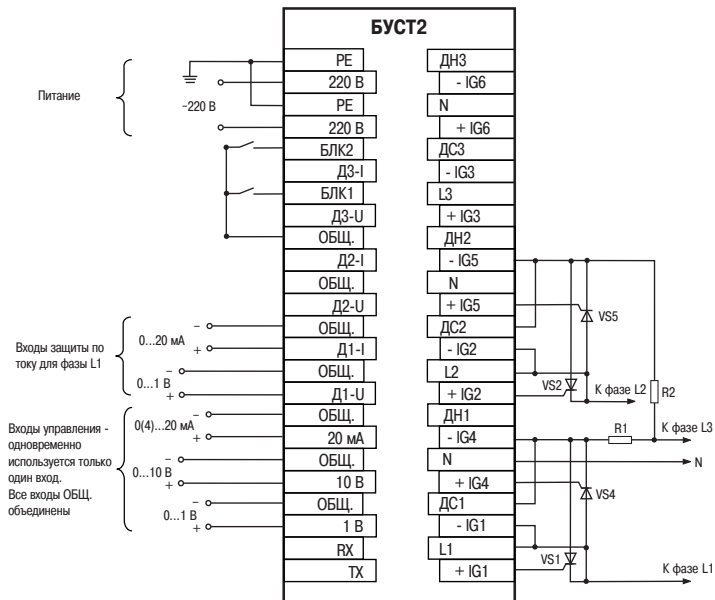 БУСТ2
PE
220 В
PE
220 В
БЛК2
Д3-I
БЛК1
Д3-U
ОБЩ.
Д2-I
ОБЩ.
Д2-U
ОБЩ.
Д1-I
ОБЩ.
Д1-U
ОБЩ.
20 мА
ОБЩ.
10 В
ОБЩ.
1 В
RX
TX
ДН3
- IG6
N
+ IG6
ДС3
- IG3
L3
+ IG3
ДН2
- IG5
N
+ IG5
ДС2
- IG2
L2
+ IG2
ДН1
- IG4
N
+ IG4
ДС1
- IG1
L1
+ IG1
Питание
~220 В
Входы защиты по
току для фазы L1
–
0...20 мА
+
–
0...1 В
+
Входы управления -
одновременно
используется только
один вход.
Все входы ОБЩ.
объединены
–
0(4)...20 мА
+
–
0...10 В
+
–
0...1 В
+
VS5
VS2
К фазе L2
R2
R1
К фазе L3
N
VS4
VS1
К фазе L1